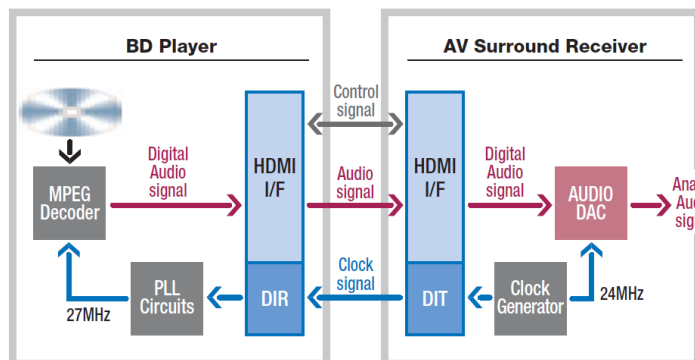 BD Player
AV Surround Receiver
Control
signal
Digital
Audio
signal
HDMI
I/F
Audio
signal
HDMI
I/F
Digital
Audio
signal
MPEG
Decoder
AUDIO
DAC
Clock
signal
PLL
Circuits
DIR
DIT
Clock
Generator
27MHz
24MHz